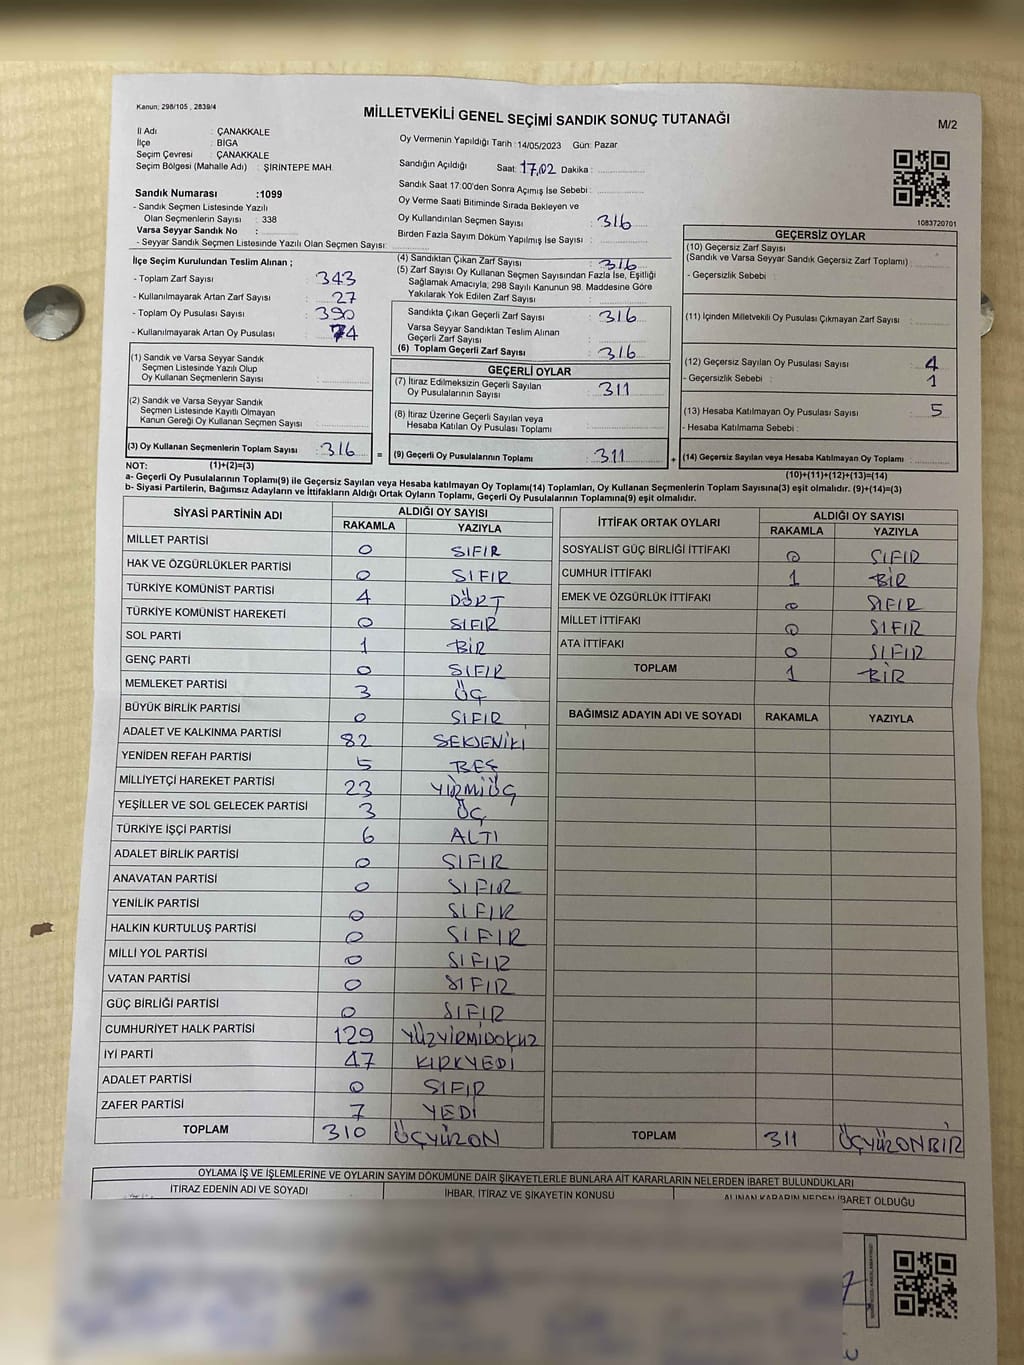 Kanun; 298/105 , 2839/4
MİLLETVEKİLİ GENEL SEÇİMİ SANDIK SONUÇ TUTANAĞI
M/2
İl Adı : ÇANAKKALE
İlçe : BİGA
Seçim Çevresi : ÇANAKKALE
Seçim Bölgesi (Mahalle Adı) : ŞİRİNTEPE MAH.
Oy Vermenin Yapıldığı Tarih : 14/05/2023 Gün: Pazar
Sandığın Açıldığı Saat: 17,02 Dakika :
Sandık Saat 17:00'den Sonra Açımış İse Sebebi :
Oy Verme Saati Bitiminde Sırada Bekleyen ve
Oy Kullandırılan Seçmen Sayısı : 316
Birden Fazla Sayım Döküm Yapılmış İse Sayısı :
1083720701
Sandık Numarası :1099
- Sandık Seçmen Listesinde Yazılı
Olan Seçmenlerin Sayısı : 338
Varsa Seyyar Sandık No :
- Seyyar Sandık Seçmen Listesinde Yazılı Olan Seçmen Sayısı:
İlçe Seçim Kurulundan Teslim Alınan ;
- Toplam Zarf Sayısı : 343
- Kullanılmayarak Artan Zarf Sayısı : 27
- Toplam Oy Pusulası Sayısı : 390
- Kullanılmayarak Artan Oy Pusulası : 74
(1) Sandık ve Varsa Seyyar Sandık
Seçmen Listesinde Yazılı Olup
Oy Kullanan Seçmenlerin Sayısı :
(2) Sandık ve Varsa Seyyar Sandık
Seçmen Listesinde Kayıtlı Olmayan
Kanun Gereği Oy Kullanan Seçmen Sayısı :
(3) Oy Kullanan Seçmenlerin Toplam Sayısı : 316 =
(4) Sandıktan Çıkan Zarf Sayısı : 316
(5) Zarf Sayısı Oy Kullanan Seçmen Sayısından Fazla İse, Eşitliği
Sağlamak Amacıyla, 298 Sayılı Kanunun 98. Maddesine Göre
Yakılarak Yok Edilen Zarf Sayısı :
Sandıkta Çıkan Geçerli Zarf Sayısı : 316
Varsa Seyyar Sandıktan Teslim Alınan
Geçerli Zarf Sayısı :
(6) Toplam Geçerli Zarf Sayısı : 316
GEÇERLİ OYLAR
(7) İtiraz Edilmeksizin Geçerli Sayılan
Oy Pusulalarının Sayısı : 311
(8) İtiraz Üzerine Geçerli Sayılan veya
Hesaba Katılan Oy Pusulası Toplamı :
(9) Geçerli Oy Pusulalarının Toplamı : 311 +
GEÇERSİZ OYLAR
(10) Geçersiz Zarf Sayısı
(Sandık ve Varsa Seyyar Sandık Geçersiz Zarf Toplamı) :
- Geçersizlik Sebebi :
(11) İçinden Milletvekili Oy Pusulası Çıkmayan Zarf Sayısı :
(12) Geçersiz Sayılan Oy Pusulası Sayısı : 4
- Geçersizlik Sebebi : 1
(13) Hesaba Katılmayan Oy Pusulası Sayısı : 5
- Hesaba Katılmama Sebebi :
(14) Geçersiz Sayılan veya Hesaba Katılmayan Oy Toplamı :
NOT: (1)+(2)=(3) (10)+(11)+(12)+(13)=(14)
a- Geçerli Oy Pusulalarının Toplamı(9) ile Geçersiz Sayılan veya Hesaba katılmayan Oy Toplamı(14) Toplamları, Oy Kullanan Seçmenlerin Toplam Sayısına(3) eşit olmalıdır. (9)+(14)=(3)
b- Siyasi Partilerin, Bağımsız Adayların ve İttifakların Aldığı Ortak Oyların Toplamı, Geçerli Oy Pusulalarının Toplamına(9) eşit olmalıdır.
SİYASİ PARTİNİN ADI ALDIĞI OY SAYISI
RAKAMLA YAZIYLA
MİLLET PARTİSİ 0 SIFIR
HAK VE ÖZGÜRLÜKLER PARTİSİ 0 SIFIR
TÜRKİYE KOMÜNİST PARTİSİ 4 DÖRT
TÜRKİYE KOMÜNİST HAREKETİ 0 SIFIR
SOL PARTİ 1 BİR
GENÇ PARTİ 0 SIFIR
MEMLEKET PARTİSİ 3 ÜÇ
BÜYÜK BİRLİK PARTİSİ 0 SIFIR
ADALET VE KALKINMA PARTİSİ 82 SEKSENİKİ
YENİDEN REFAH PARTİSİ 5 BEŞ
MİLLİYETÇİ HAREKET PARTİSİ 23 YİRMİÜÇ
YEŞİLLER VE SOL GELECEK PARTİSİ 3 ÜÇ
TÜRKİYE İŞÇİ PARTİSİ 6 ALTI
ADALET BİRLİK PARTİSİ 0 SIFIR
ANAVATAN PARTİSİ 0 SIFIR
YENİLİK PARTİSİ 0 SIFIR
HALKIN KURTULUŞ PARTİSİ 0 SIFIR
MİLLİ YOL PARTİSİ 0 SIFIR
VATAN PARTİSİ 0 SIFIR
GÜÇ BİRLİĞİ PARTİSİ 0 SIFIR
CUMHURİYET HALK PARTİSİ 129 YÜZYİRMİDOKUZ
İYİ PARTİ 47 KIRKYEDİ
ADALET PARTİSİ 0 SIFIR
ZAFER PARTİSİ 7 YEDİ
TOPLAM 310 ÜÇYÜZON
İTTİFAK ORTAK OYLARI ALDIĞI OY SAYISI
RAKAMLA YAZIYLA
SOSYALİST GÜÇ BİRLİĞİ İTTİFAKI 0 SIFIR
CUMHUR İTTİFAKI 1 BİR
EMEK VE ÖZGÜRLÜK İTTİFAKI 0 SIFIR
MİLLET İTTİFAKI 0 SIFIR
ATA İTTİFAKI 0 SIFIR
TOPLAM 1 BİR
BAĞIMSIZ ADAYIN ADI VE SOYADI RAKAMLA YAZIYLA
TOPLAM 311 ÜÇYÜZONBİR
OYLAMA İŞ VE İŞLEMLERİNE VE OYLARIN SAYIM DÖKÜMÜNE DAİR ŞİKAYETLERLE BUNLARA AİT KARARLARIN NELERDEN İBARET BULUNDUKLARI
İTİRAZ EDENİN ADI VE SOYADI İHBAR, İTİRAZ VE ŞİKAYETİN KONUSU ALINAN KARARIN NEDEN İBARET OLDUĞU